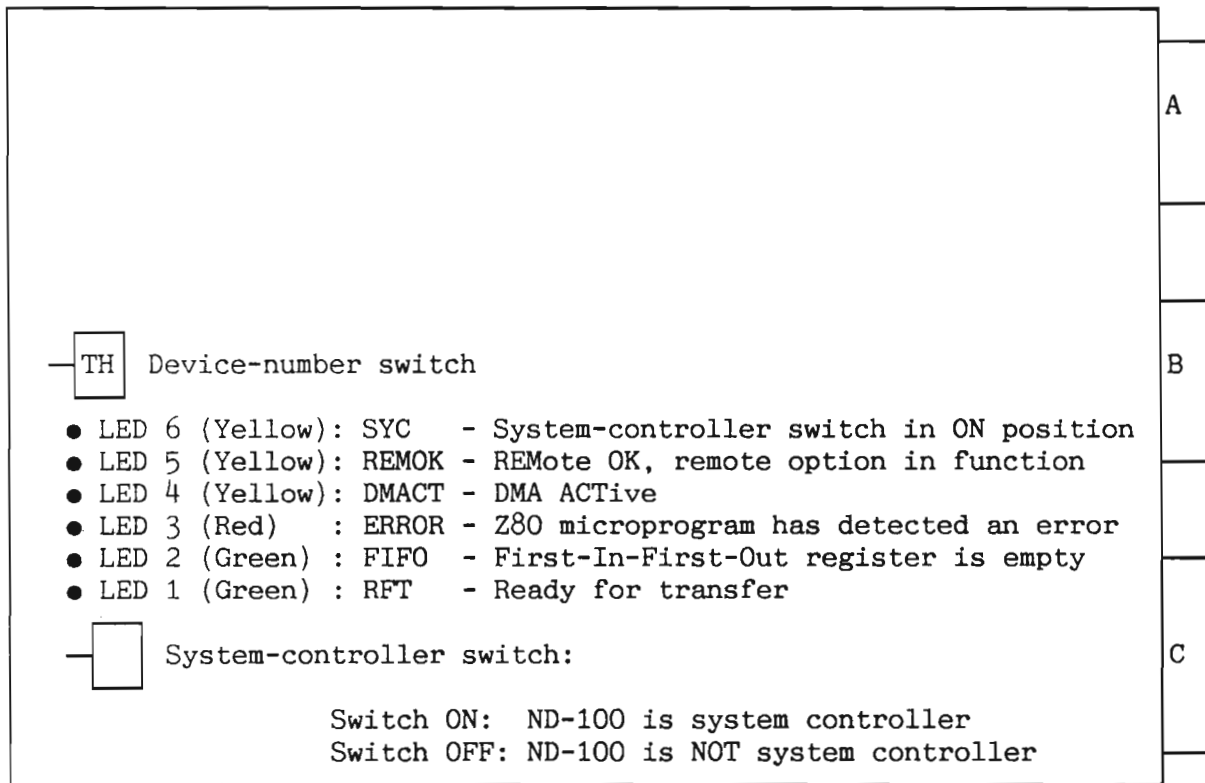 A
TH Device-number switch
B
● LED 6 (Yellow): SYC - System-controller switch in ON position
● LED 5 (Yellow): REMOK - REMote OK, remote option in function
● LED 4 (Yellow): DMACT - DMA ACTive
● LED 3 (Red) : ERROR - Z80 microprogram has detected an error
● LED 2 (Green) : FIFO - First-In-First-Out register is empty
● LED 1 (Green) : RFT - Ready for transfer
System-controller switch:
C
Switch ON: ND-100 is system controller
Switch OFF: ND-100 is NOT system controller